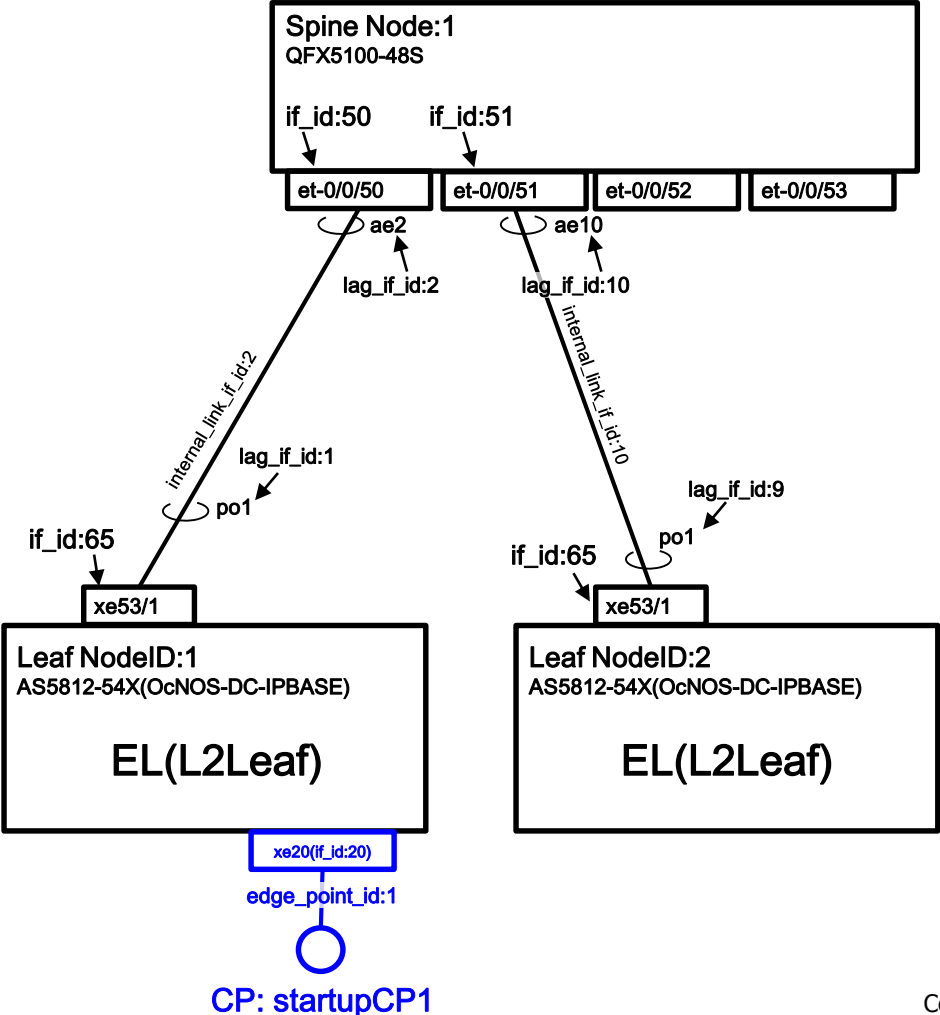 Spine Node:1
QFX5100-48S
if_id:50
if_id:51
et-0/0/50
et-0/0/51
et-0/0/52
et-0/0/53
ae2
ae10
lag_if_id:2
lag_if_id:10
internal_link_if_id:2
internal_link_if_id:10
lag_if_id:1
po1
lag_if_id:9
po1
if_id:65
if_id:65
xe53/1
xe53/1
Leaf NodeID:1
AS5812-54X(OcNOS-DC-IPBASE)
EL(L2Leaf)
Leaf NodeID:2
AS5812-54X(OcNOS-DC-IPBASE)
EL(L2Leaf)
xe20(if_id:20)
edge_point_id:1
CP: startupCP1